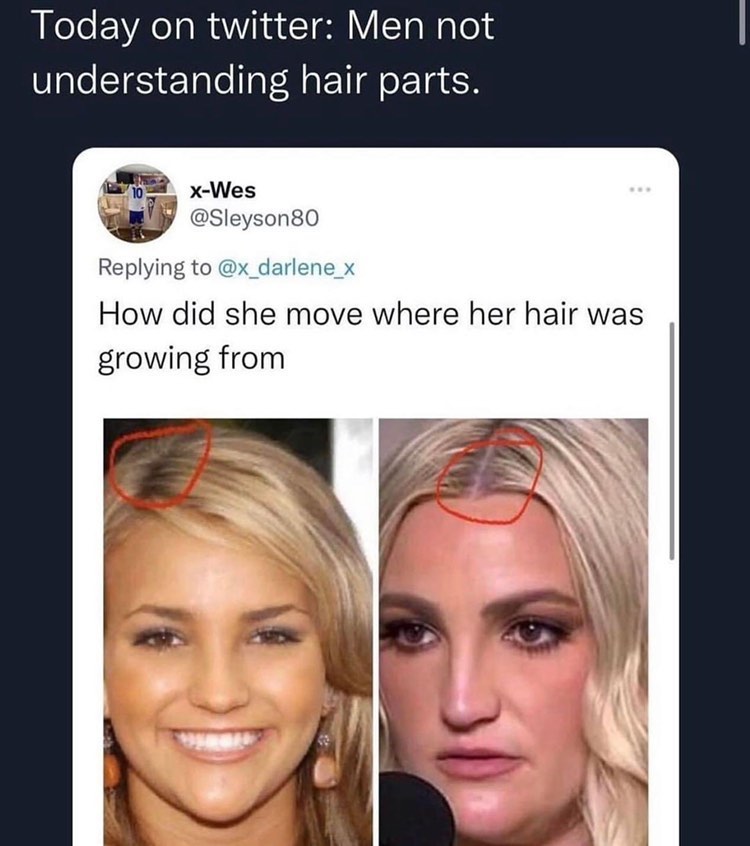 Today on twitter: Men not
understanding hair parts.
x-Wes
@Sleyson80
Replying to @x_darlene_x
How did she move where her hair was
growing from
10